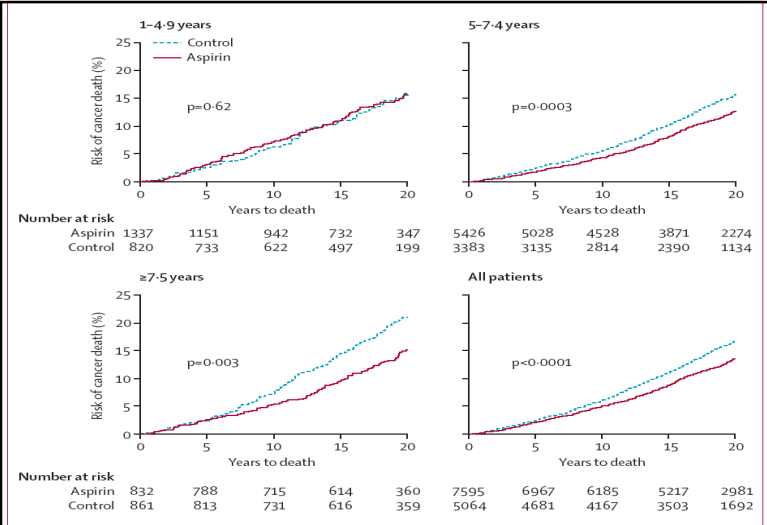 1–4·9 years
5–7·4 years
Risk of cancer death (%)
25
20
15
10
5
0
Control
Aspirin
p=0·62
p=0·0003
0 5 10 15 20
0 5 10 15 20
Years to death
Years to death
Number at risk
Aspirin 1337 1151 942 732 347 5426 5028 4528 3871 2274
Control 820 733 622 497 199 3383 3135 2814 2390 1134
≥7·5 years
All patients
Risk of cancer death (%)
25
20
15
10
5
0
p=0·003
p<0·0001
0 5 10 15 20
0 5 10 15 20
Years to death
Years to death
Number at risk
Aspirin 832 788 715 614 360 7595 6967 6185 5217 2981
Control 861 813 731 616 359 5064 4681 4167 3503 1692